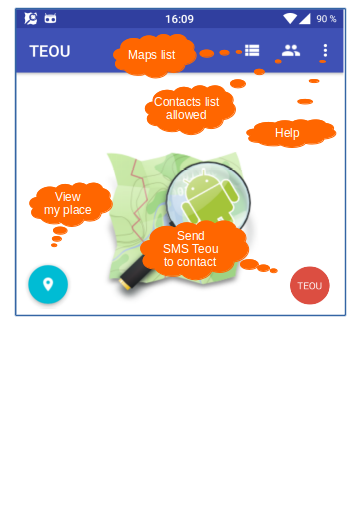 16:09
90 %
TEOU
Maps list
Contacts list
allowed
Help
View
my place
Send
SMS Teou
to contact
TEOU